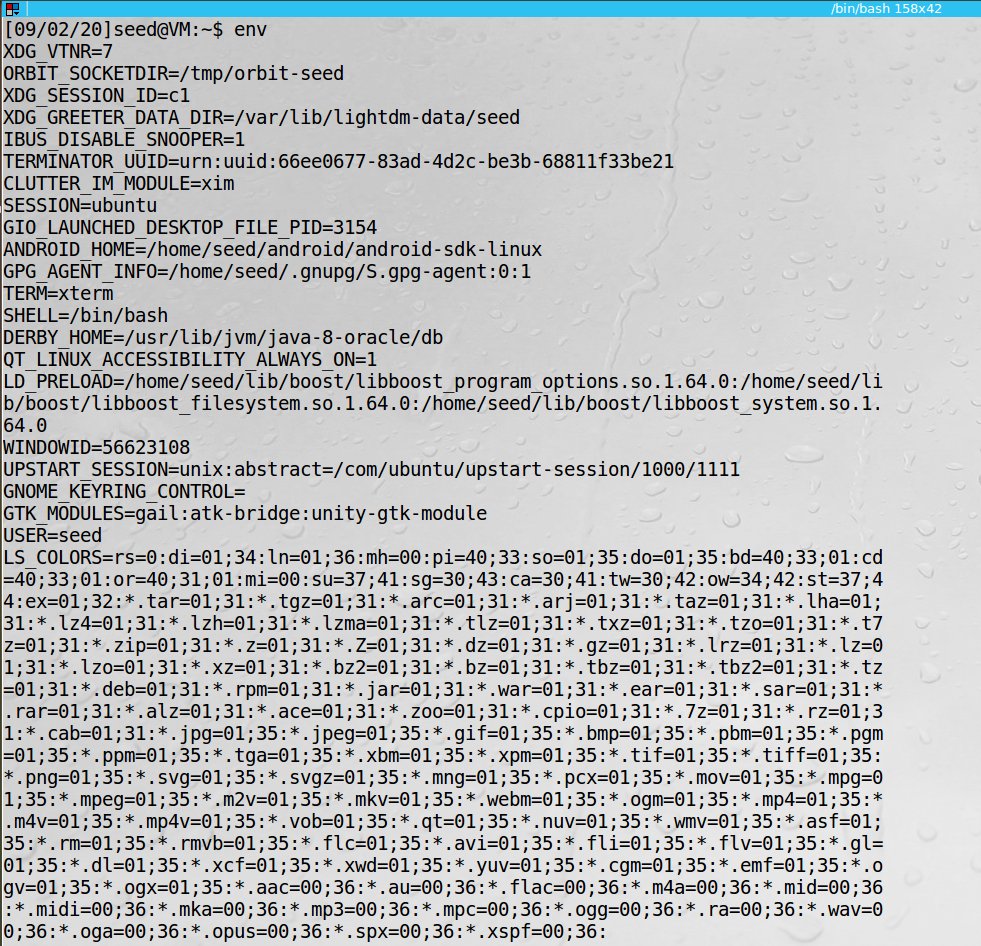 /bin/bash 158x42
[09/02/20]seed@VM:~$ env
XDG_VTNR=7
ORBIT_SOCKETDIR=/tmp/orbit-seed
XDG_SESSION_ID=c1
XDG_GREETER_DATA_DIR=/var/lib/lightdm-data/seed
IBUS_DISABLE_SNOOPER=1
TERMINATOR_UUID=urn:uuid:66ee0677-83ad-4d2c-be3b-68811f33be21
CLUTTER_IM_MODULE=xim
SESSION=ubuntu
GIO_LAUNCHED_DESKTOP_FILE_PID=3154
ANDROID_HOME=/home/seed/android/android-sdk-linux
GPG_AGENT_INFO=/home/seed/.gnupg/S.gpg-agent:0:1
TERM=xterm
SHELL=/bin/bash
DERBY_HOME=/usr/lib/jvm/java-8-oracle/db
QT_LINUX_ACCESSIBILITY_ALWAYS_ON=1
LD_PRELOAD=/home/seed/lib/boost/libboost_program_options.so.1.64.0:/home/seed/li
b/boost/libboost_filesystem.so.1.64.0:/home/seed/lib/boost/libboost_system.so.1.
64.0
WINDOWID=56623108
UPSTART_SESSION=unix:abstract=/com/ubuntu/upstart-session/1000/1111
GNOME_KEYRING_CONTROL=
GTK_MODULES=gail:atk-bridge:unity-gtk-module
USER=seed
LS_COLORS=rs=0:di=01;34:ln=01;36:mh=00:pi=40;33:so=01;35:do=01;35:bd=40;33;01:cd
=40;33;01:or=40;31;01:mi=00:su=37;41:sg=30;43:ca=30;41:tw=30;42:ow=34;42:st=37;4
4:ex=01;32:*.tar=01;31:*.tgz=01;31:*.arc=01;31:*.arj=01;31:*.taz=01;31:*.lha=01;
31:*.lz4=01;31:*.lzh=01;31:*.lzma=01;31:*.tlz=01;31:*.txz=01;31:*.tzo=01;31:*.t7
z=01;31:*.zip=01;31:*.z=01;31:*.Z=01;31:*.dz=01;31:*.gz=01;31:*.lrz=01;31:*.lz=0
1;31:*.lzo=01;31:*.xz=01;31:*.bz2=01;31:*.bz=01;31:*.tbz=01;31:*.tbz2=01;31:*.tz
=01;31:*.deb=01;31:*.rpm=01;31:*.jar=01;31:*.war=01;31:*.ear=01;31:*.sar=01;31:*
.rar=01;31:*.alz=01;31:*.ace=01;31:*.zoo=01;31:*.cpio=01;31:*.7z=01;31:*.rz=01;3
1:*.cab=01;31:*.jpg=01;35:*.jpeg=01;35:*.gif=01;35:*.bmp=01;35:*.pbm=01;35:*.pgm
=01;35:*.ppm=01;35:*.tga=01;35:*.xbm=01;35:*.xpm=01;35:*.tif=01;35:*.tiff=01;35:
*.png=01;35:*.svg=01;35:*.svgz=01;35:*.mng=01;35:*.pcx=01;35:*.mov=01;35:*.mpg=0
1;35:*.mpeg=01;35:*.m2v=01;35:*.mkv=01;35:*.webm=01;35:*.ogm=01;35:*.mp4=01;35:*
.m4v=01;35:*.mp4v=01;35:*.vob=01;35:*.qt=01;35:*.nuv=01;35:*.wmv=01;35:*.asf=01;
35:*.rm=01;35:*.rmvb=01;35:*.flc=01;35:*.avi=01;35:*.fli=01;35:*.flv=01;35:*.gl=
01;35:*.dl=01;35:*.xcf=01;35:*.xwd=01;35:*.yuv=01;35:*.cgm=01;35:*.emf=01;35:*.o
gv=01;35:*.ogx=01;35:*.aac=00;36:*.au=00;36:*.flac=00;36:*.m4a=00;36:*.mid=00;36
:*.midi=00;36:*.mka=00;36:*.mp3=00;36:*.mpc=00;36:*.ogg=00;36:*.ra=00;36:*.wav=0
0;36:*.oga=00;36:*.opus=00;36:*.spx=00;36:*.xspf=00;36: